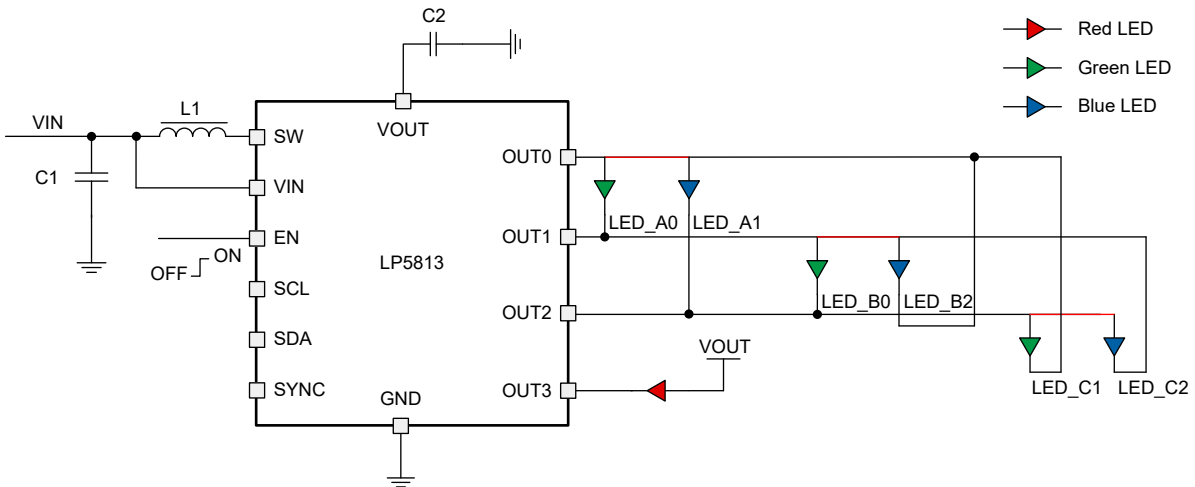 C2
Red LED
Green LED
Blue LED
VIN
L1
C1
SW
VOUT
VIN
EN
OFF
ON
SCL
SDA
SYNC
LP5813
GND
OUT0
OUT1
OUT2
OUT3
LED_A0
LED_A1
LED_B0
LED_B2
VOUT
LED_C1
LED_C2